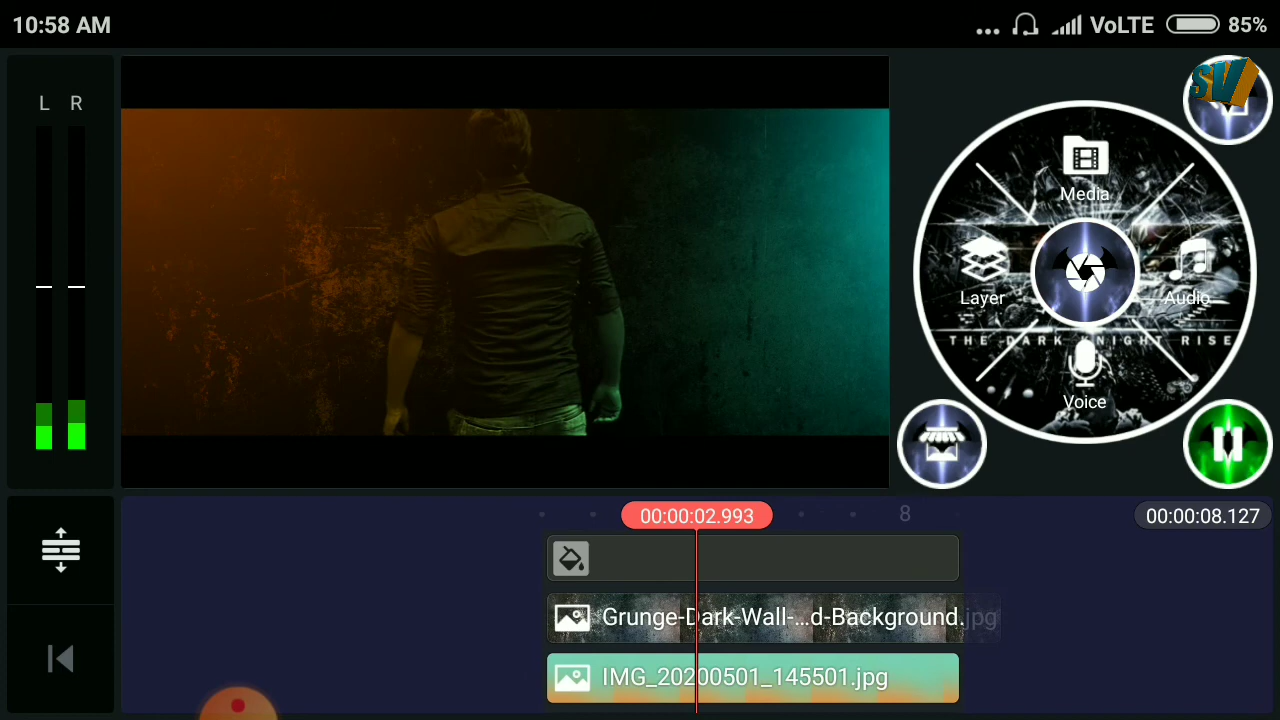 10:58 AM
... VoLTE 85%
SV
L R
Media
Layer
Audio
THE DARK KNIGHT RISE
Voice
00:00:02.993
8
00:00:08.127
Grunge-Dark-Wall-...d-Background.jpg
IMG_20200501_145501.jpg